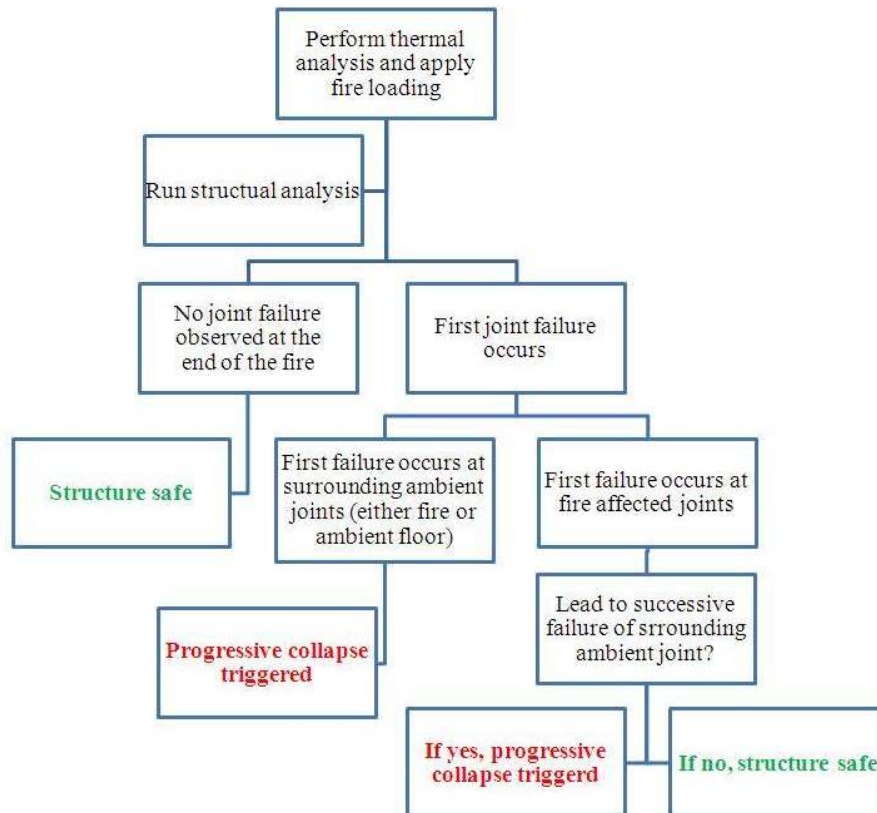 Perform thermal
analysis and apply
fire loading
Run structual analysis
No joint failure
observed at the
end of the fire
First joint failure
occurs
Structure safe
First failure occurs at
surrounding ambient
joints (either fire or
ambient floor)
First failure occurs at
fire affected joints
Progressive collapse
triggered
Lead to successive
failure of srrounding
ambient joint?
If yes, progressive
collapse triggerd
If no, structure safe